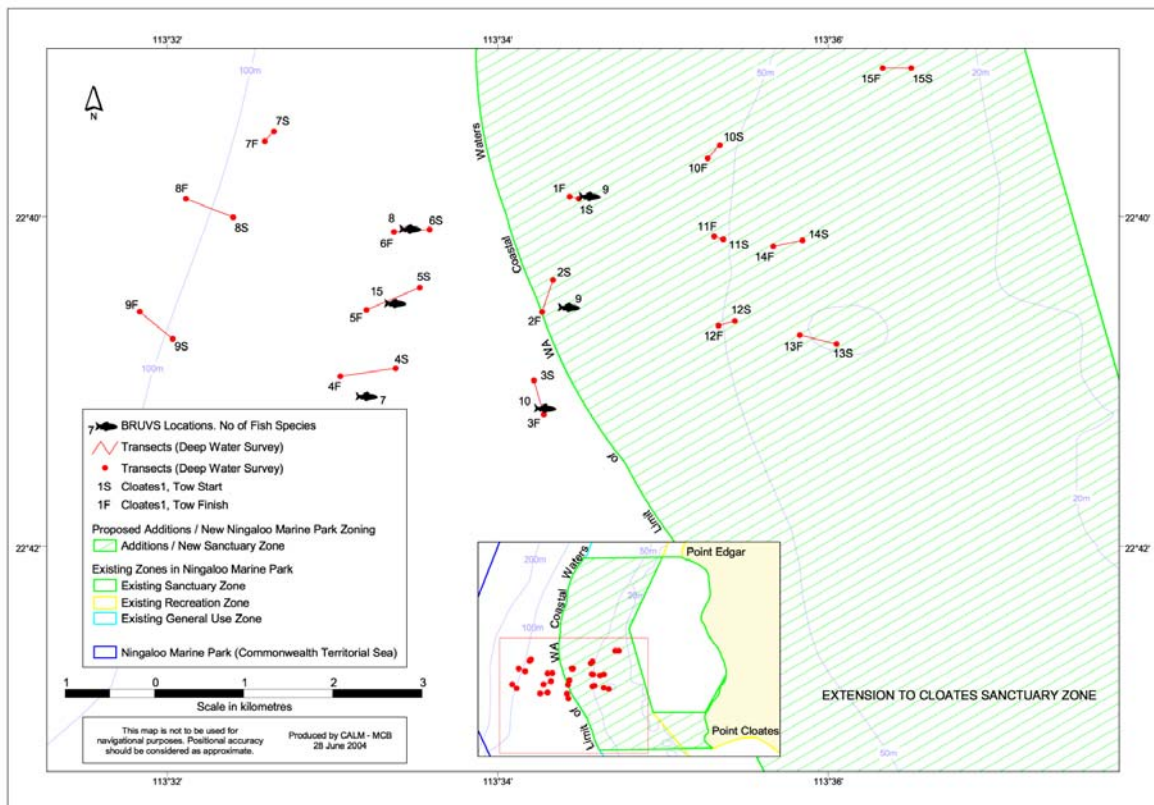 113°32'
113°34'
113°36'
100m
50m
20m
15F
15S
N
7S
7F
Waters
10S
10F
8F
8S
1F
9
1S
22°40'
22°40'
8
6S
6F
11F
11S
14S
14F
Coastal
2S
5S
15
5F
9
2F
9F
9S
12S
12F
13F
13S
WA
100m
4S
4F
3S
7
10
3F
7 BRUVS Locations. No of Fish Species
Transects (Deep Water Survey)
Transects (Deep Water Survey)
1S Cloates1, Tow Start
1F Cloates1, Tow Finish
Proposed Additions / New Ningaloo Marine Park Zoning
Additions / New Sanctuary Zone
Existing Zones in Ningaloo Marine Park
Existing Sanctuary Zone
Existing Recreation Zone
Existing General Use Zone
Ningaloo Marine Park (Commonwealth Territorial Sea)
of
20m
Limit
22°42'
22°42'
Point Edgar
200m
50m
Waters
Coastal
20m
100m
WA
of
Limit
Point Cloates
EXTENSION TO CLOATES SANCTUARY ZONE
50m
1 0 1 2 3
Scale in kilometres
This map is not to be used for
navigational purposes. Positional accuracy
should be considered as approximate.
Produced by CALM - MCB
28 June 2004
113°32'
113°34'
113°36'